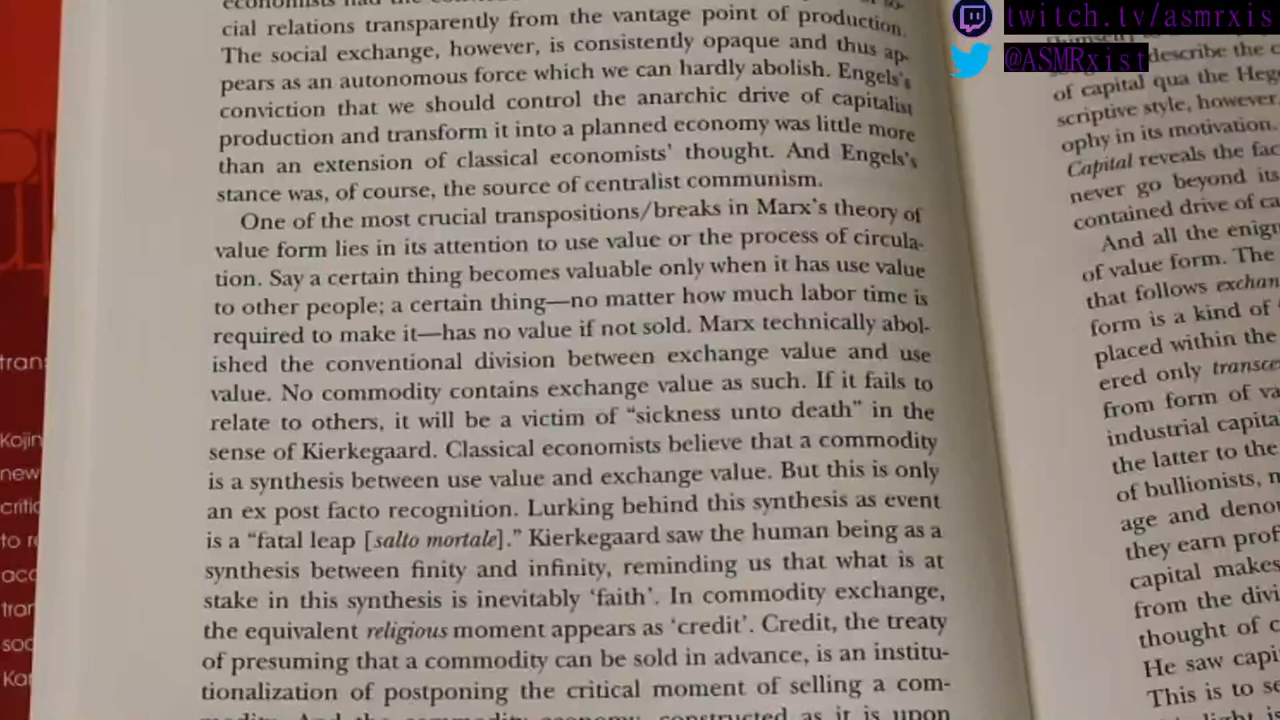 cial relations transparently from the vantage point of production.
The social exchange, however, is consistently opaque and thus ap-
pears as an autonomous force which we can hardly abolish. Engels's
conviction that we should control the anarchic drive of capitalist
production and transform it into a planned economy was little more
than an extension of classical economists' thought. And Engels's
stance was, of course, the source of centralist communism.
One of the most crucial transpositions/breaks in Marx's theory of
value form lies in its attention to use value or the process of circula-
tion. Say a certain thing becomes valuable only when it has use value
to other people; a certain thing—no matter how much labor time is
required to make it—has no value if not sold. Marx technically abol-
ished the conventional division between exchange value and use
value. No commodity contains exchange value as such. If it fails to
relate to others, it will be a victim of "sickness unto death" in the
sense of Kierkegaard. Classical economists believe that a commodity
is a synthesis between use value and exchange value. But this is only
an ex post facto recognition. Lurking behind this synthesis as event
is a "fatal leap [salto mortale]." Kierkegaard saw the human being as a
synthesis between finity and infinity, reminding us that what is at
stake in this synthesis is inevitably 'faith'. In commodity exchange,
the equivalent religious moment appears as 'credit'. Credit, the treaty
of presuming that a commodity can be sold in advance, is an institu-
tionalization of postponing the critical moment of selling a com-
constructed as it is upon
twitch.tv/asmrxis
@ASMRxist
describe the
of capital qua the
scriptive style, however
ophy in its motivation.
Capital reveals the
never go beyond its
contained drive of
And all the
of value form. The
that follows
form is a kind of
placed within the
ered only
from form of
industrial
the latter to the
of bullionists,
age and
they earn
capital makes
from the
thought of
He saw
This is to
Kojin
new
to